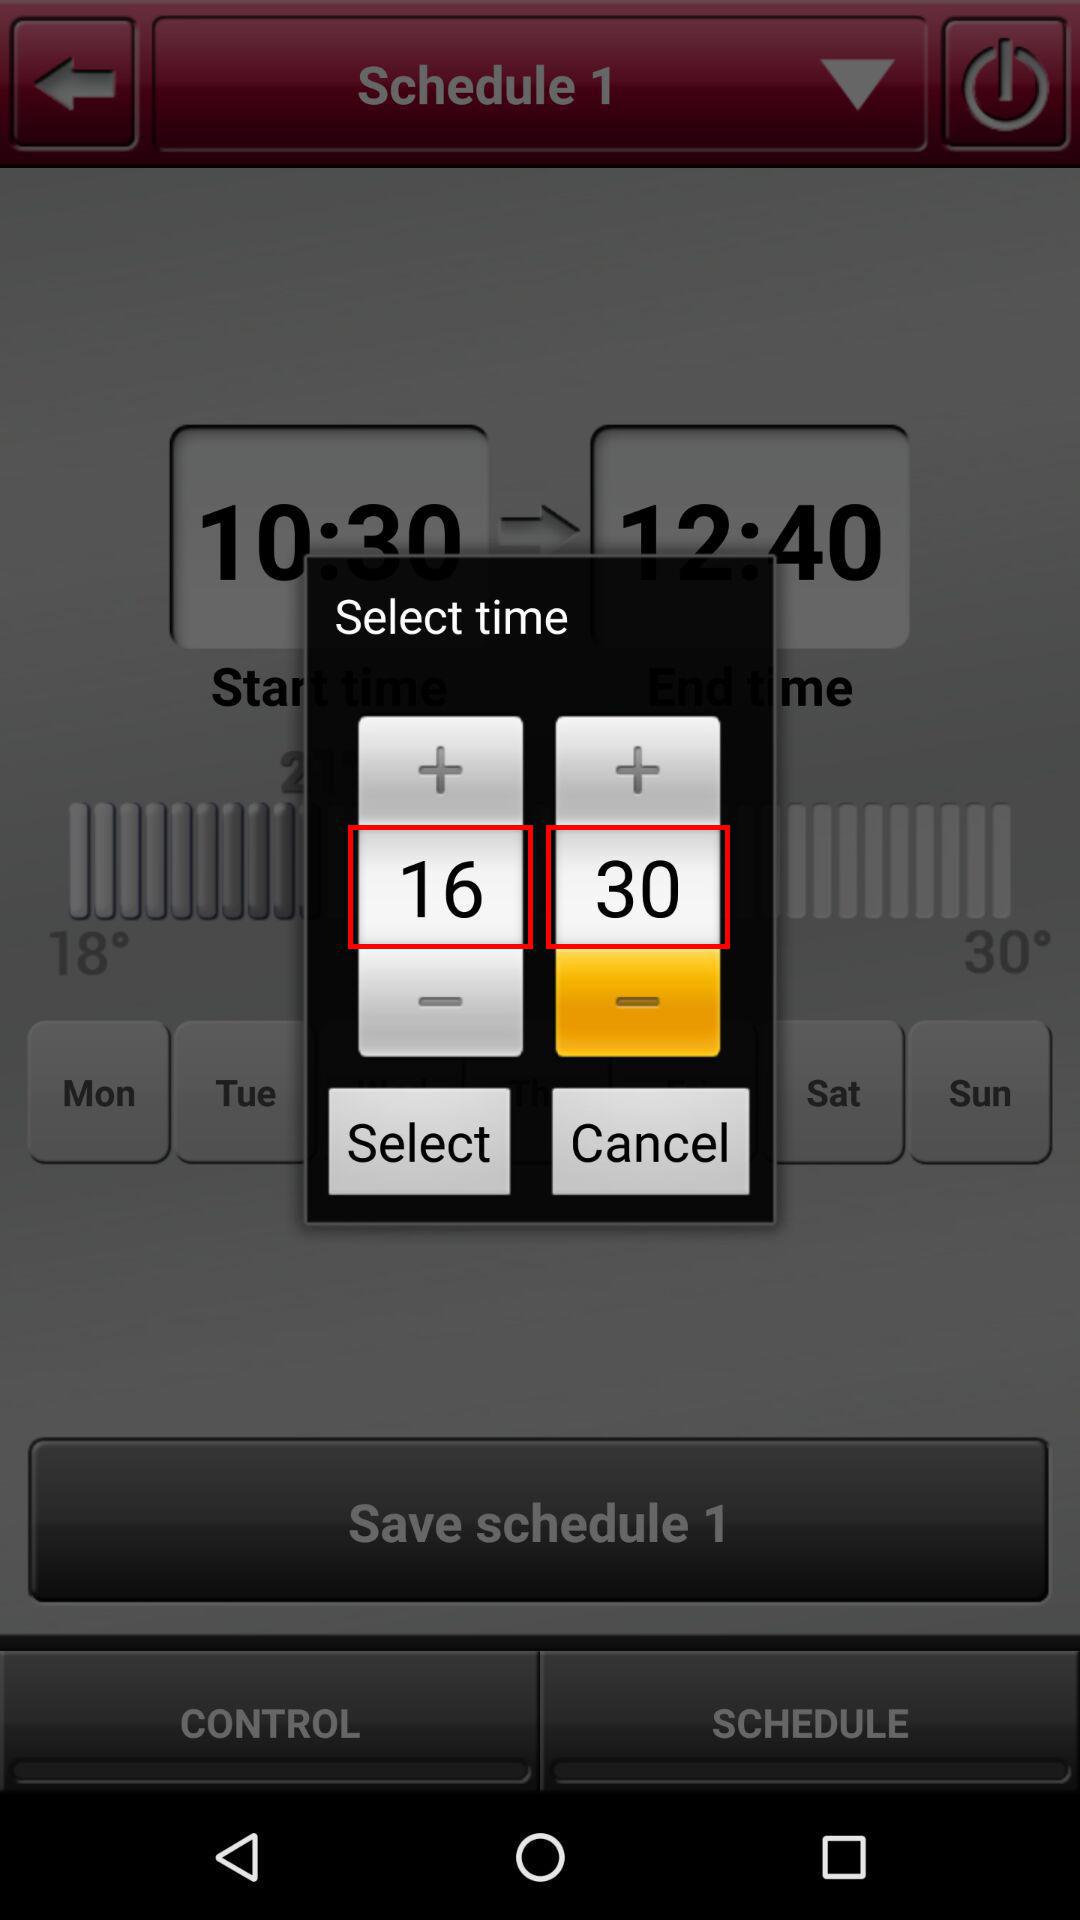 Schedule 1
10:30
12:40
Select time
Start time
End time
21°
+
+
16
30
18°
30°
−
−
Mon
Tue
Sat
Sun
Select
Cancel
Save schedule 1
CONTROL
SCHEDULE